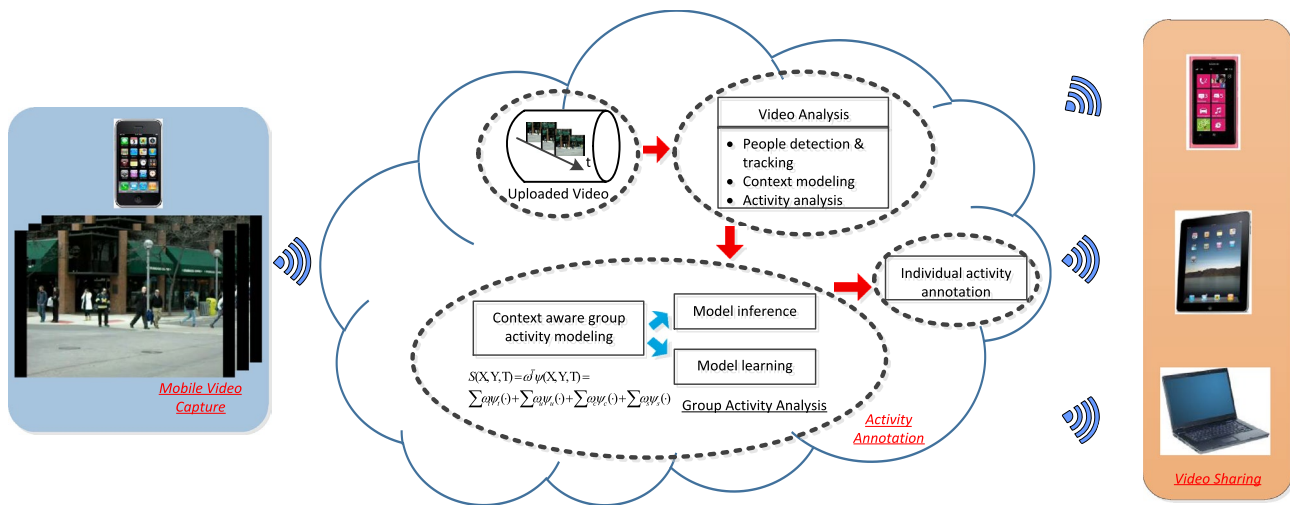 Mobile Video
Capture
t
Uploaded Video
Video Analysis
• People detection &
tracking
• Context modeling
• Activity analysis
Context aware group
activity modeling
Model inference
Model learning
S(X,Y,T)=ω^Tψ(X,Y,T)=
Group Activity Analysis
Individual activity
annotation
Activity
Annotation
Video Sharing